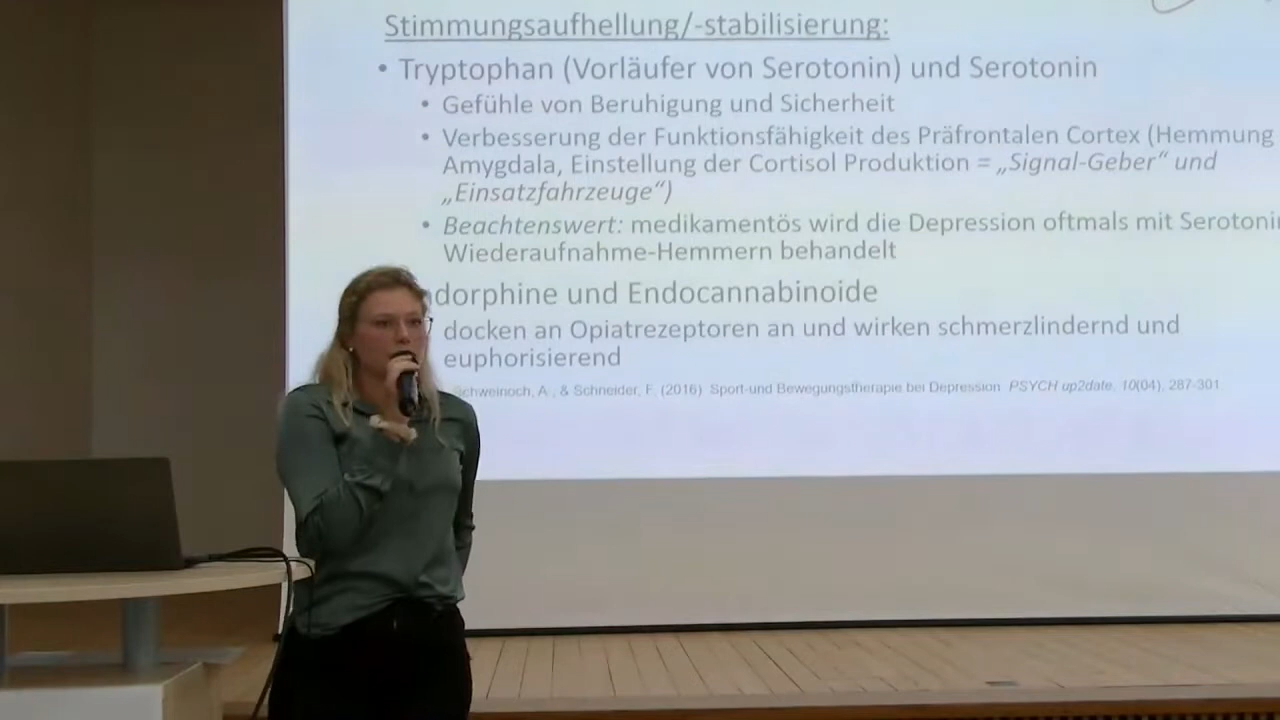 Stimmungsaufhellung/-stabilisierung:
• Tryptophan (Vorläufer von Serotonin) und Serotonin
• Gefühle von Beruhigung und Sicherheit
• Verbesserung der Funktionsfähigkeit des Präfrontalen Cortex (Hemmung
Amygdala, Einstellung der Cortisol Produktion = „Signal-Geber“ und
„Einsatzfahrzeuge“)
• Beachtenswert: medikamentös wird die Depression oftmals mit Serotonin
Wiederaufnahme-Hemmern behandelt
dorphine und Endocannabinoide
docken an Opiatrezeptoren an und wirken schmerzlindernd und
euphorisierend
chweinoch, A., & Schneider, F. (2016) Sport-und Bewegungstherapie bei Depression PSYCH up2date, 10(04), 287-301